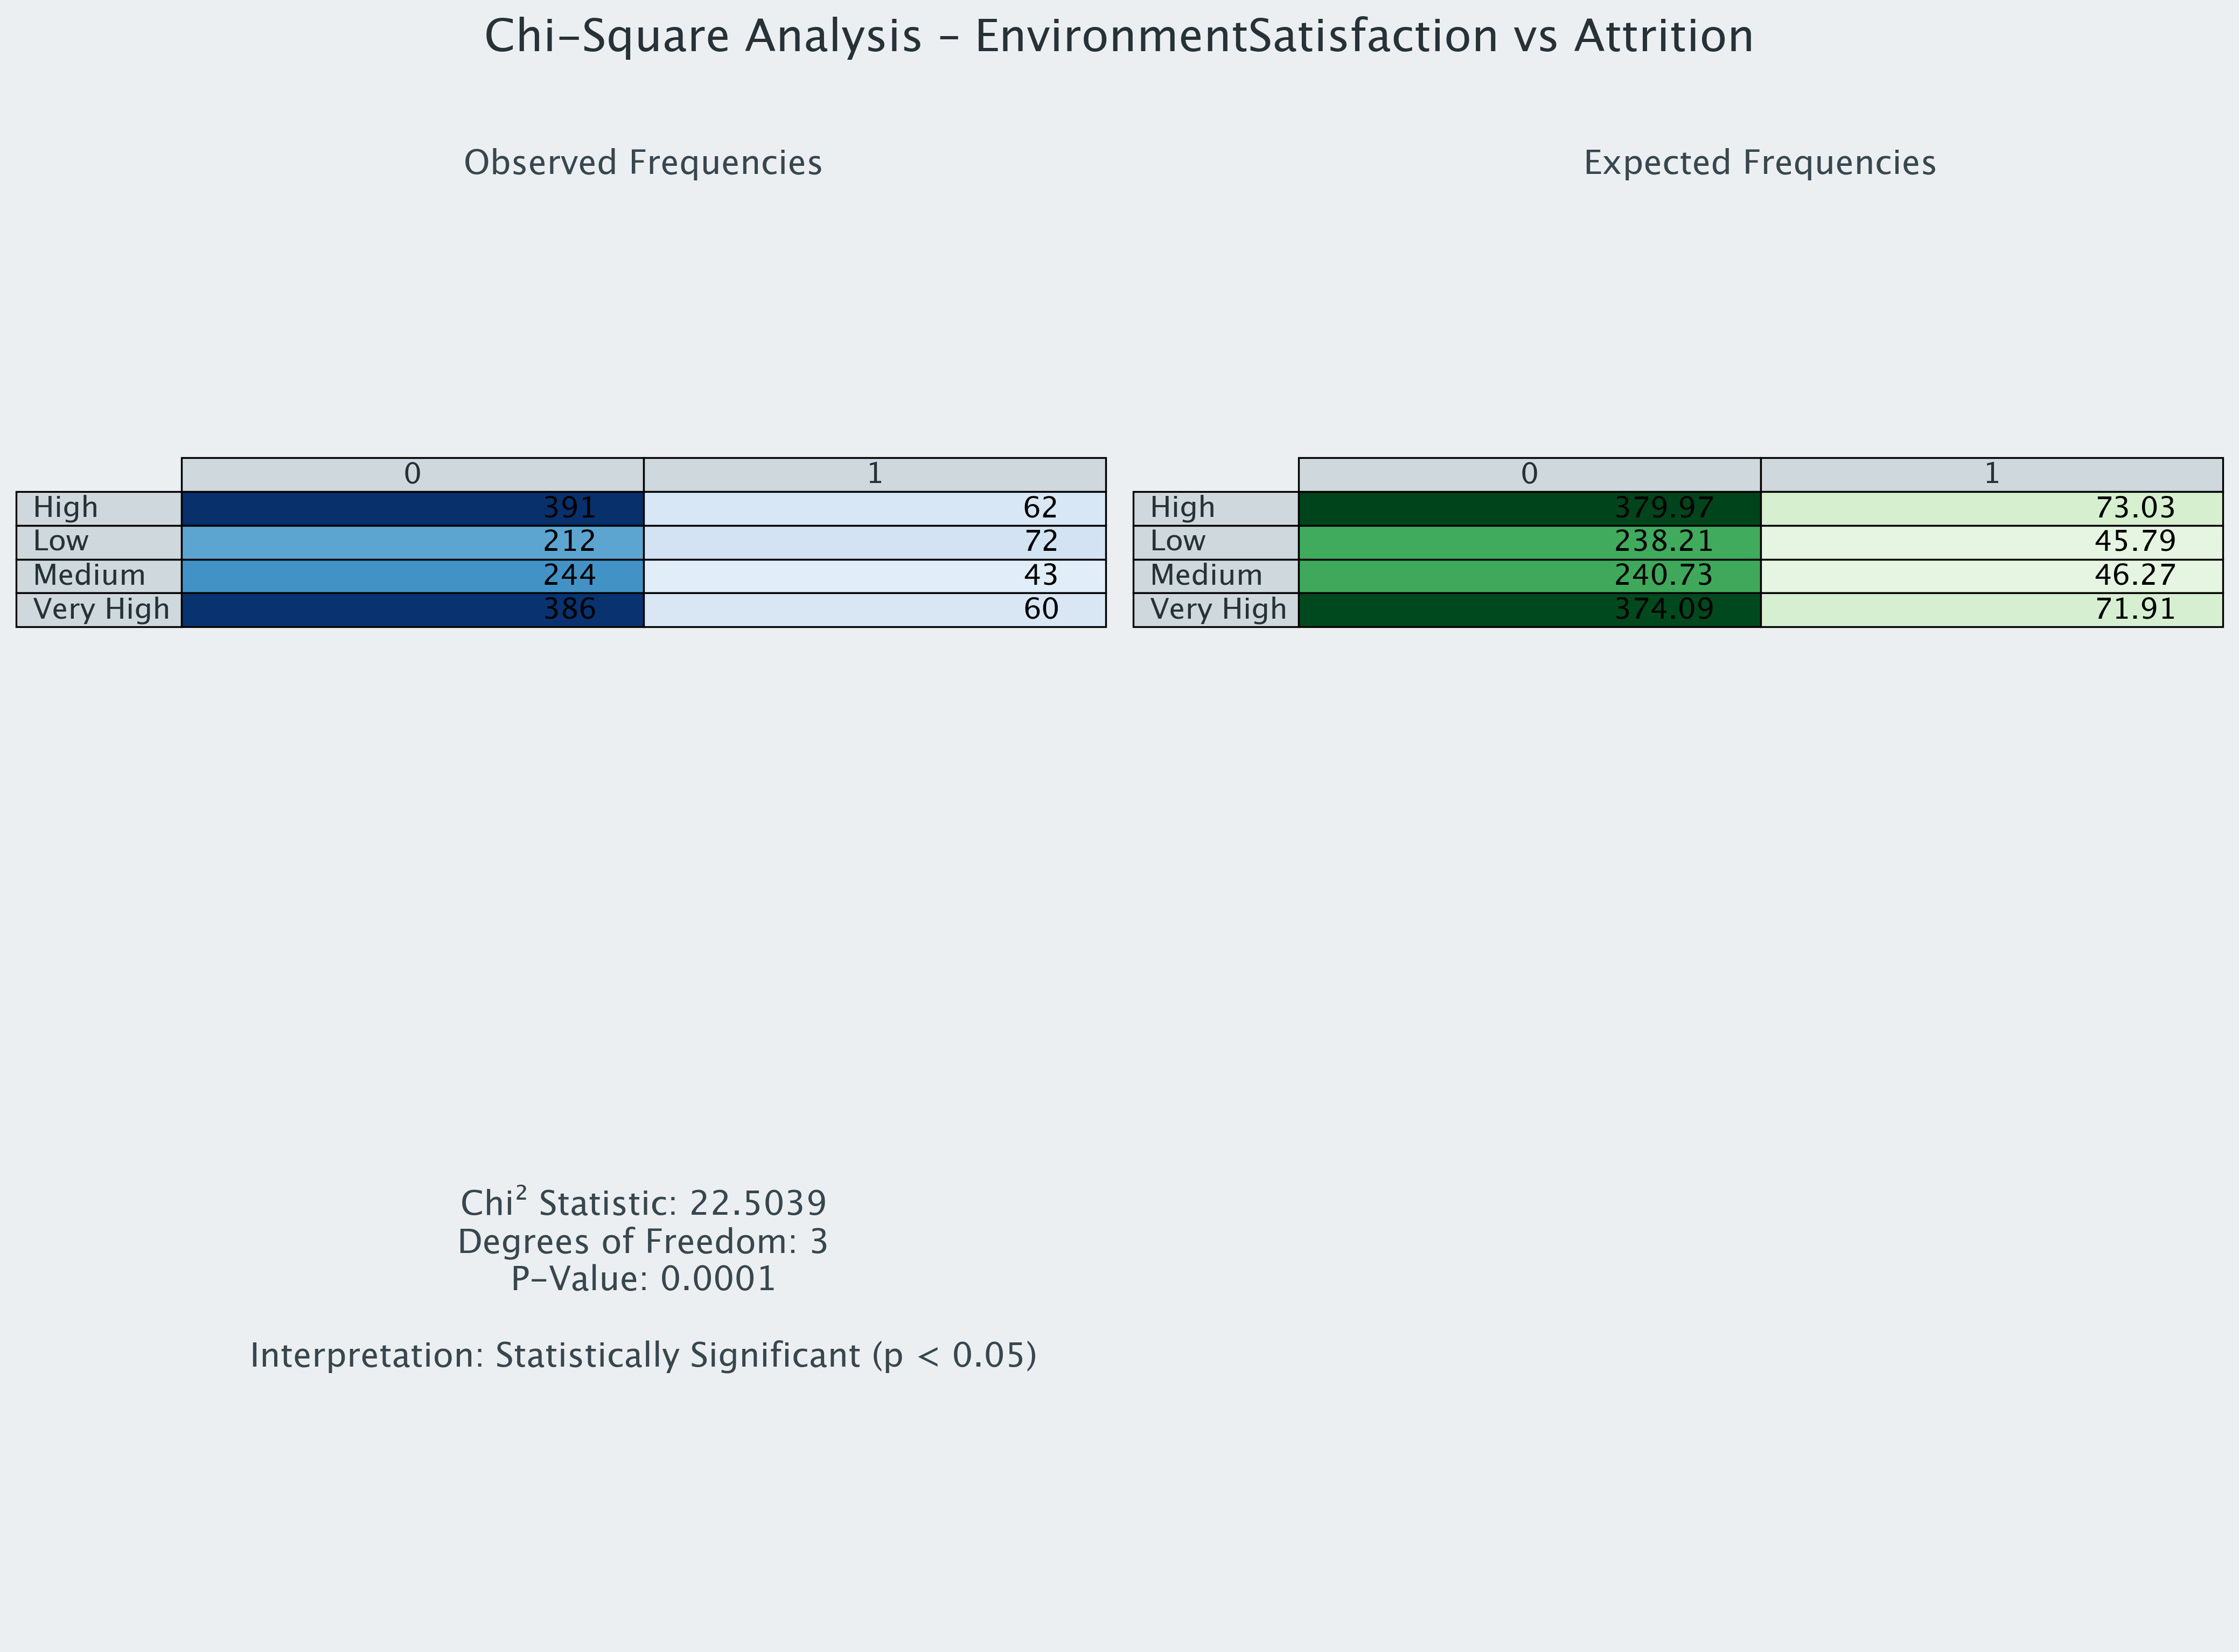 Chi-Square Analysis - EnvironmentSatisfaction vs Attrition
Observed Frequencies
0 1
High 391 62
Low 212 72
Medium 244 43
Very High 386 60
Expected Frequencies
0 1
High 379.97 73.03
Low 238.21 45.79
Medium 240.73 46.27
Very High 374.09 71.91
Chi² Statistic: 22.5039
Degrees of Freedom: 3
P-Value: 0.0001
Interpretation: Statistically Significant (p < 0.05)